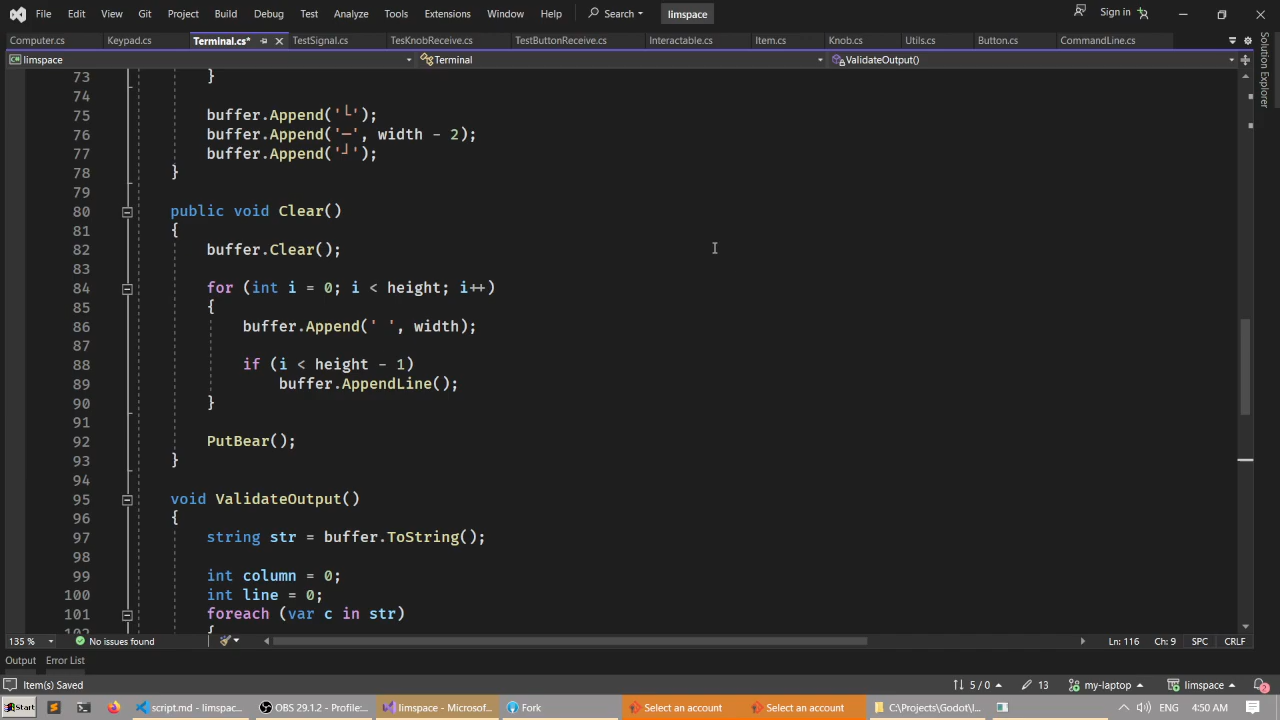 File Edit View Git Project Build Debug Test Analyze Tools Extensions Window Help Search limspace Sign in
Computer.cs Keypad.cs Terminal.cs* TestSignal.cs TesKnobReceive.cs TestButtonReceive.cs Interactable.cs Item.cs Knob.cs Utils.cs Button.cs CommandLine.cs
limspace Terminal ValidateOutput()
Solution Explorer
73 }
74
75 buffer.Append('└');
76 buffer.Append('─', width - 2);
77 buffer.Append('┘');
78 }
79
80 public void Clear()
81 {
82 buffer.Clear();
83
84 for (int i = 0; i < height; i++)
85 {
86 buffer.Append(' ', width);
87
88 if (i < height - 1)
89 buffer.AppendLine();
90 }
91
92 PutBear();
93 }
94
95 void ValidateOutput()
96 {
97 string str = buffer.ToString();
98
99 int column = 0;
100 int line = 0;
101 foreach (var c in str)
102 {
135 % No issues found Ln: 116 Ch: 9 SPC CRLF
Output Error List
Item(s) Saved 5 / 0 13 my-laptop limspace 2
Start script.md - limspac... OBS 29.1.2 - Profile:... limspace - Microsof... Fork Select an account Select an account C:\Projects\Godot\l... ENG 4:50 AM